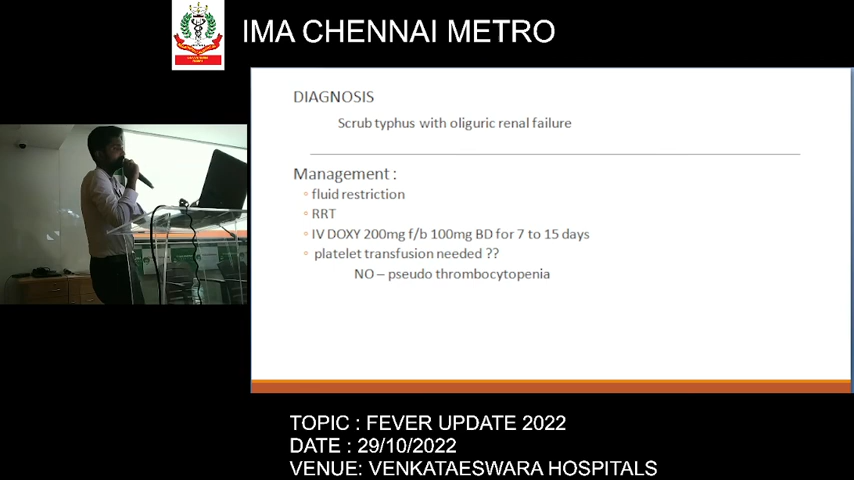 IMA CHENNAI METRO
DIAGNOSIS
Scrub typhus with oliguric renal failure
Management :
◦ fluid restriction
◦ RRT
◦ IV DOXY 200mg f/b 100mg BD for 7 to 15 days
◦ platelet transfusion needed ??
NO – pseudo thrombocytopenia
TOPIC : FEVER UPDATE 2022
DATE : 29/10/2022
VENUE: VENKATAESWARA HOSPITALS